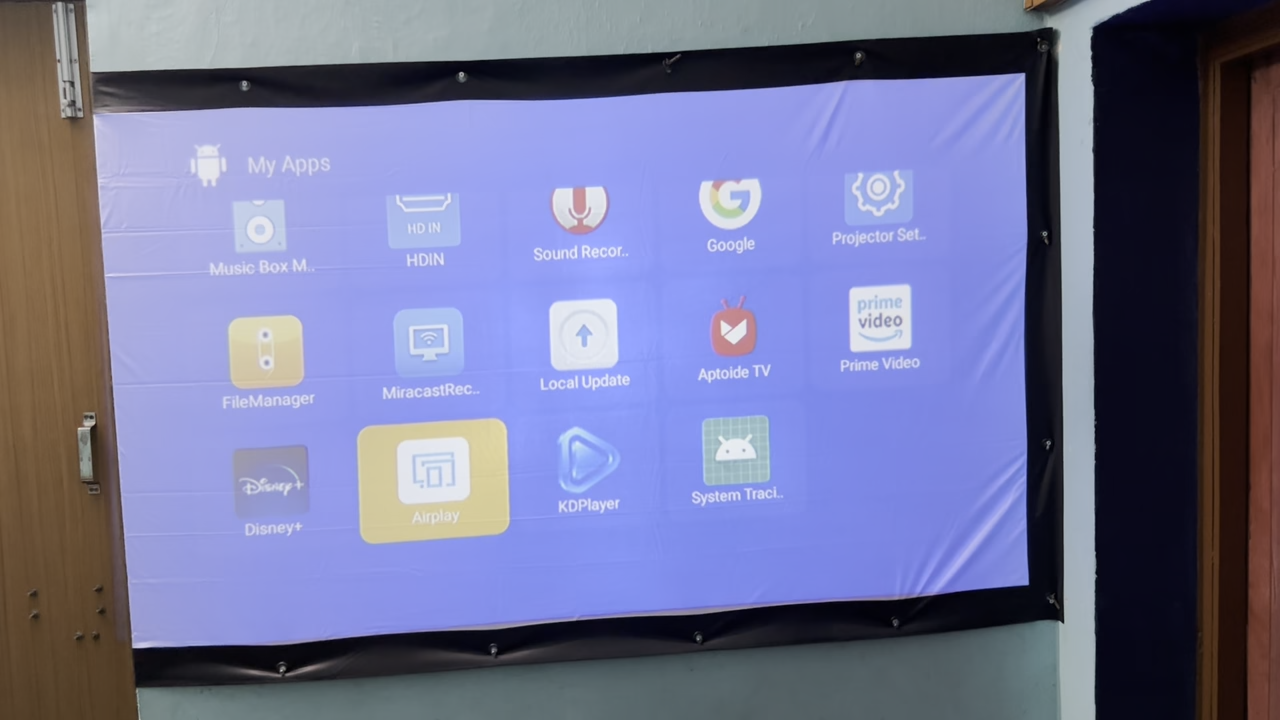 My Apps
Music Box M..
HD IN
HDIN
Sound Recor..
G
Google
Projector Set..
FileManager
MiracastRec..
Local Update
Aptoide TV
prime
video
Prime Video
Disney+
Disney+
Airplay
KDPlayer
System Traci..